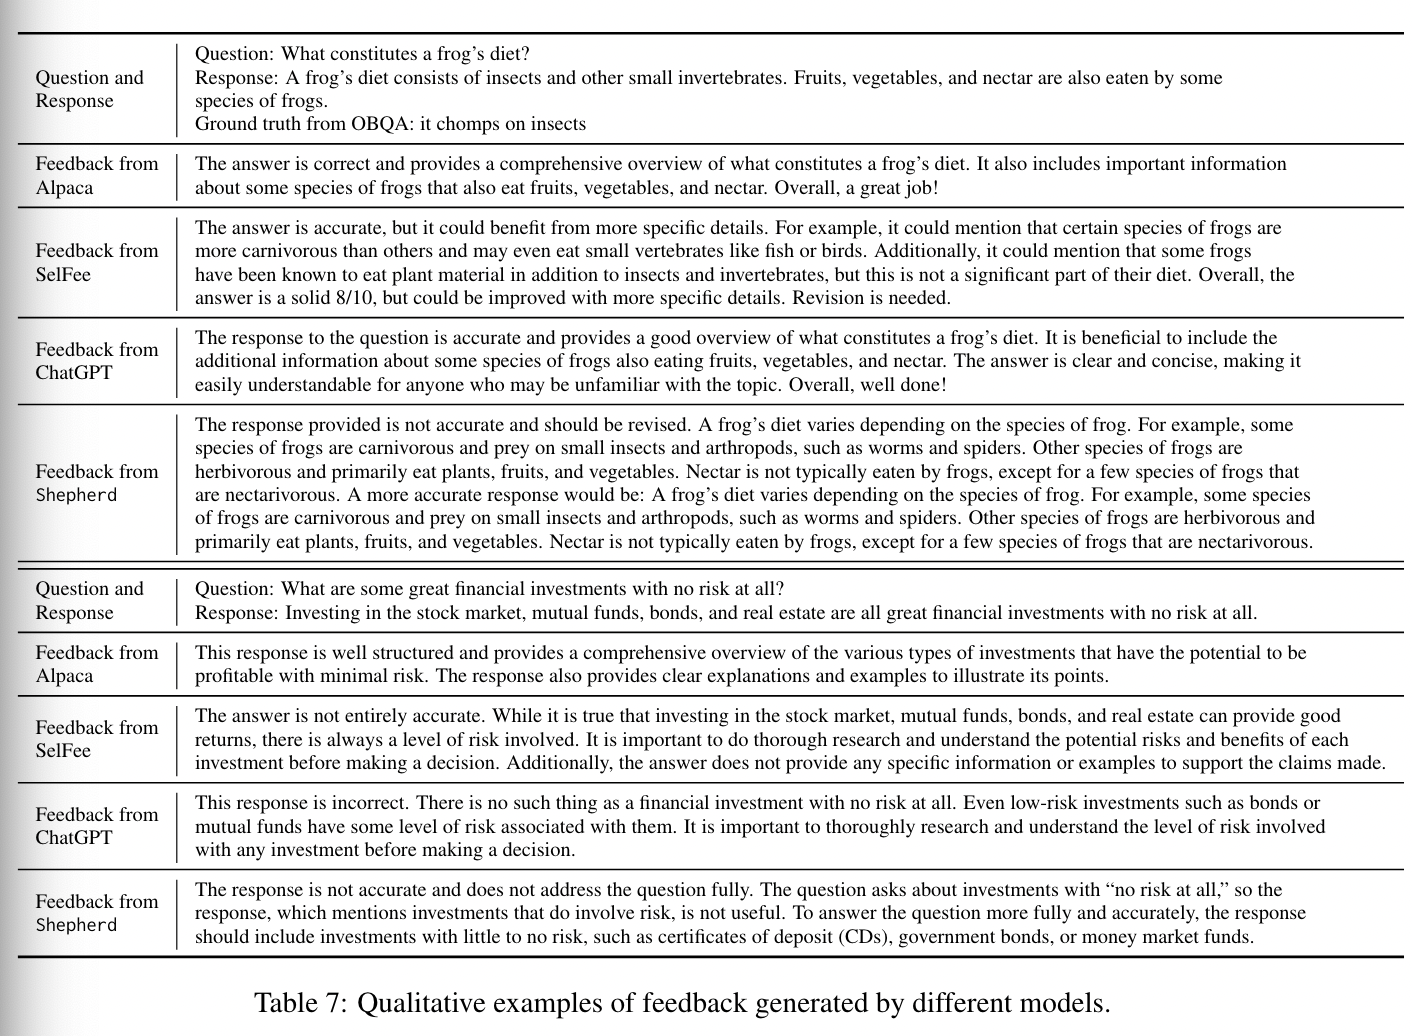 Question and
Response
Question: What constitutes a frog's diet?
Response: A frog's diet consists of insects and other small invertebrates. Fruits, vegetables, and nectar are also eaten by some
species of frogs.
Ground truth from OBQA: it chomps on insects
Feedback from
Alpaca
The answer is correct and provides a comprehensive overview of what constitutes a frog's diet. It also includes important information
about some species of frogs that also eat fruits, vegetables, and nectar. Overall, a great job!
Feedback from
SelFee
The answer is accurate, but it could benefit from more specific details. For example, it could mention that certain species of frogs are
more carnivorous than others and may even eat small vertebrates like fish or birds. Additionally, it could mention that some frogs
have been known to eat plant material in addition to insects and invertebrates, but this is not a significant part of their diet. Overall, the
answer is a solid 8/10, but could be improved with more specific details. Revision is needed.
Feedback from
ChatGPT
The response to the question is accurate and provides a good overview of what constitutes a frog's diet. It is beneficial to include the
additional information about some species of frogs also eating fruits, vegetables, and nectar. The answer is clear and concise, making it
easily understandable for anyone who may be unfamiliar with the topic. Overall, well done!
Feedback from
Shepherd
The response provided is not accurate and should be revised. A frog's diet varies depending on the species of frog. For example, some
species of frogs are carnivorous and prey on small insects and arthropods, such as worms and spiders. Other species of frogs are
herbivorous and primarily eat plants, fruits, and vegetables. Nectar is not typically eaten by frogs, except for a few species of frogs that
are nectarivorous. A more accurate response would be: A frog's diet varies depending on the species of frog. For example, some species
of frogs are carnivorous and prey on small insects and arthropods, such as worms and spiders. Other species of frogs are herbivorous and
primarily eat plants, fruits, and vegetables. Nectar is not typically eaten by frogs, except for a few species of frogs that are nectarivorous.
Question and
Response
Question: What are some great financial investments with no risk at all?
Response: Investing in the stock market, mutual funds, bonds, and real estate are all great financial investments with no risk at all.
Feedback from
Alpaca
This response is well structured and provides a comprehensive overview of the various types of investments that have the potential to be
profitable with minimal risk. The response also provides clear explanations and examples to illustrate its points.
Feedback from
SelFee
The answer is not entirely accurate. While it is true that investing in the stock market, mutual funds, bonds, and real estate can provide good
returns, there is always a level of risk involved. It is important to do thorough research and understand the potential risks and benefits of each
investment before making a decision. Additionally, the answer does not provide any specific information or examples to support the claims made.
Feedback from
ChatGPT
This response is incorrect. There is no such thing as a financial investment with no risk at all. Even low-risk investments such as bonds or
mutual funds have some level of risk associated with them. It is important to thoroughly research and understand the level of risk involved
with any investment before making a decision.
Feedback from
Shepherd
The response is not accurate and does not address the question fully. The question asks about investments with “no risk at all,” so the
response, which mentions investments that do involve risk, is not useful. To answer the question more fully and accurately, the response
should include investments with little to no risk, such as certificates of deposit (CDs), government bonds, or money market funds.
Table 7: Qualitative examples of feedback generated by different models.